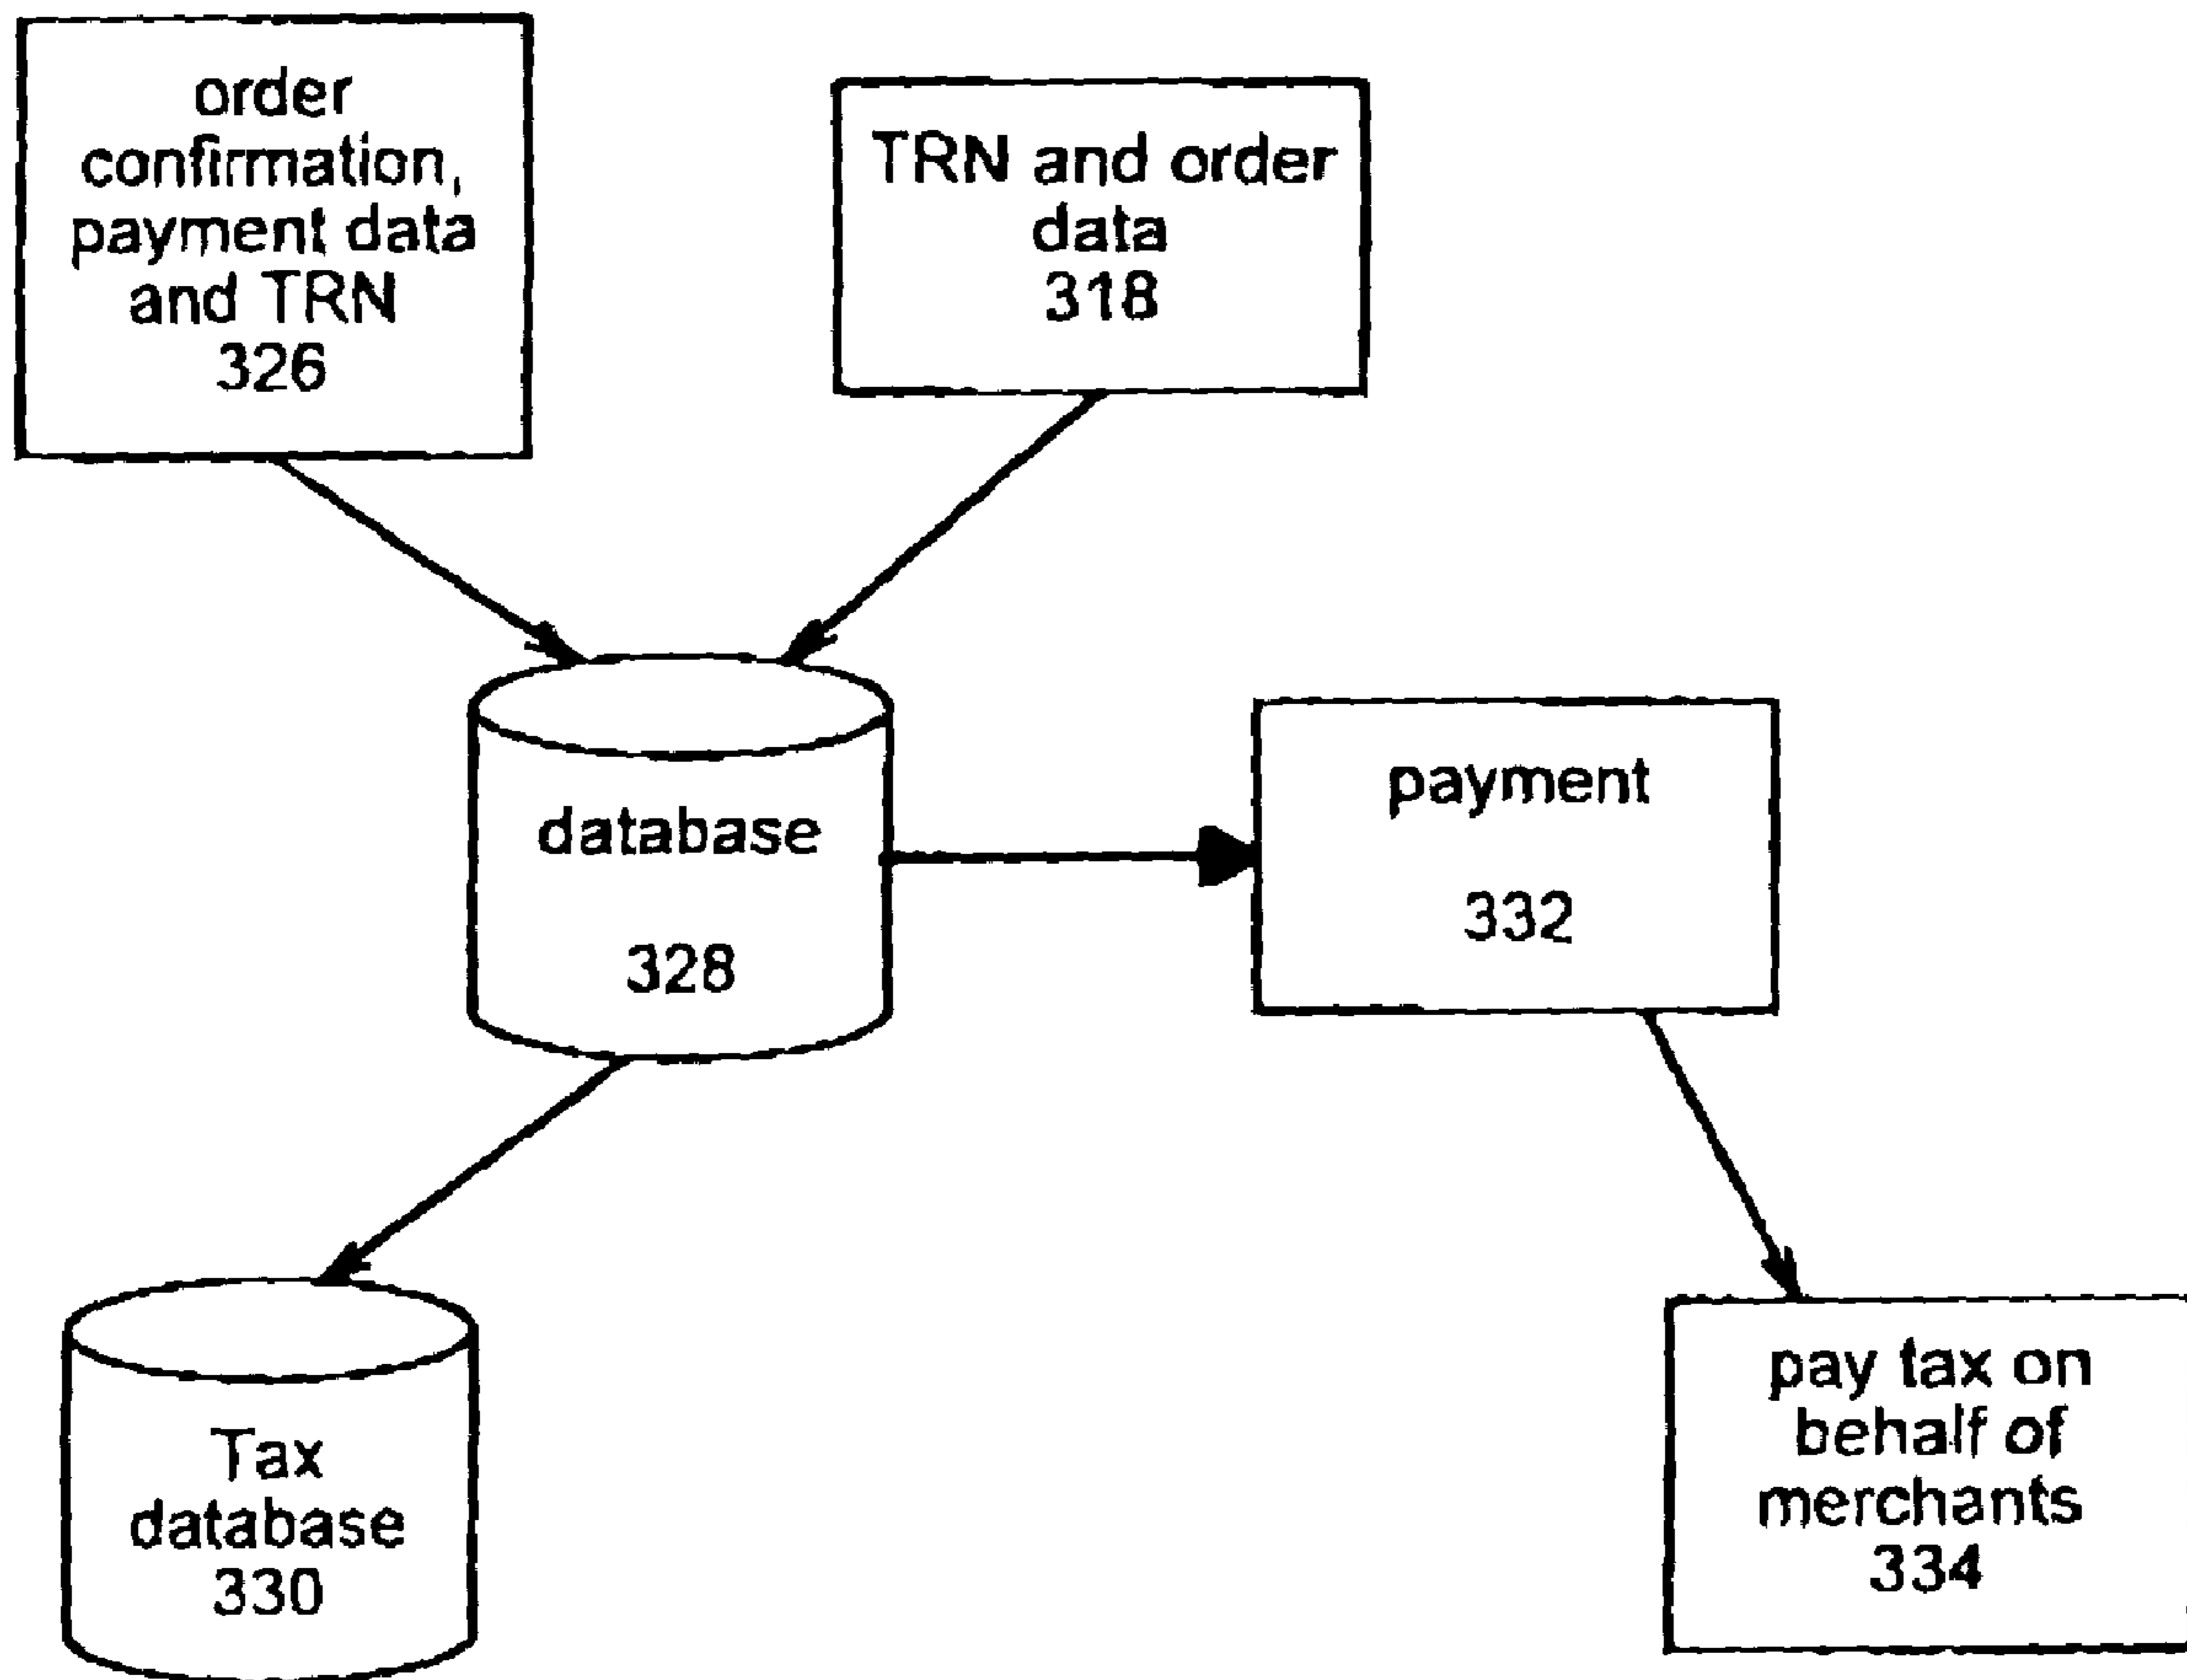 order
confirmation,
payment data
and TRN
326
TRN and order
data
318
database
328
payment
332
Tax
database
330
pay tax on
behalf of
merchants
334